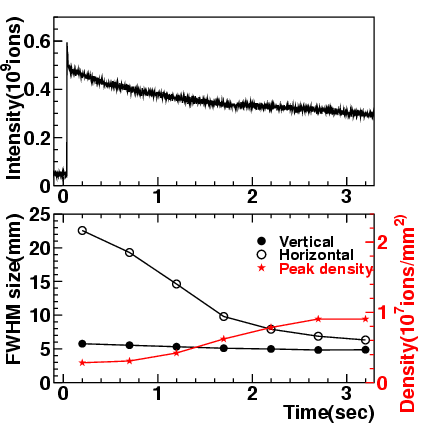 Intensity(10⁹ions)
0.6
0.4
0.2
0
0 1 2 3
FWHM size(mm)
25
20
15
10
5
0
Vertical
Horizontal
Peak density
2
1
0
Density(10⁷ions/mm²)
0 1 2 3
Time(sec)